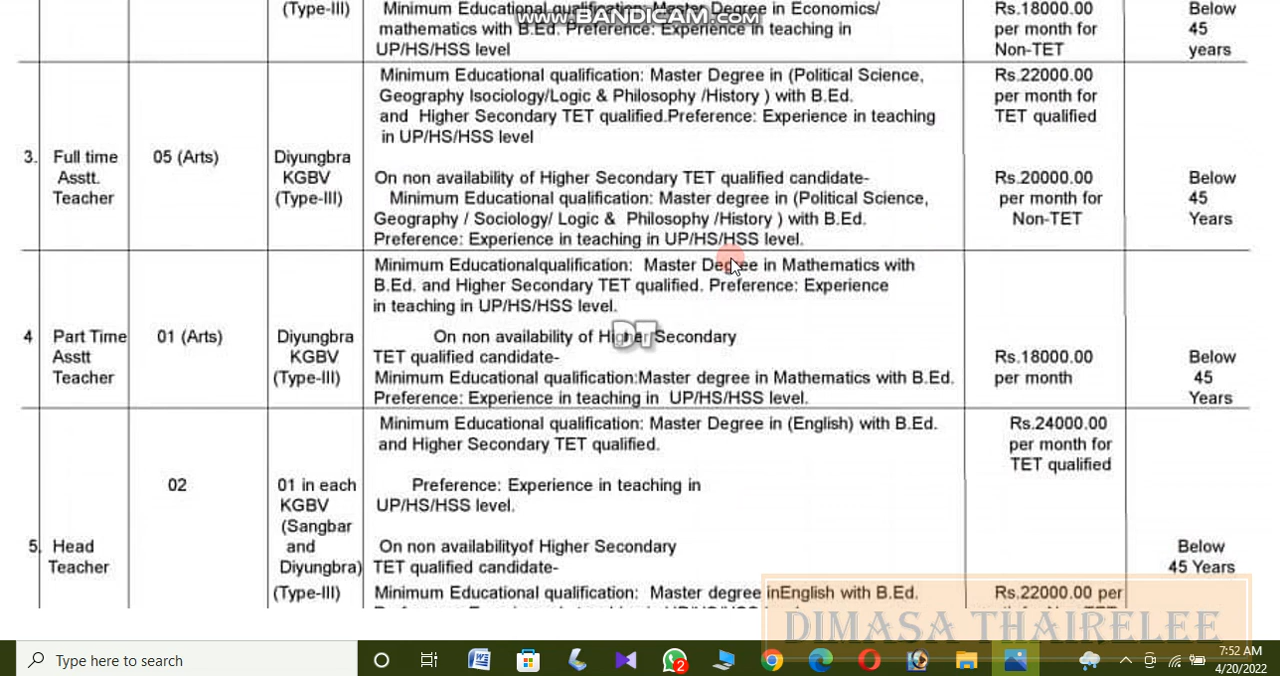 www.BANDICAM.com
(Type-III)
Minimum Educational qualification: Master Degree in Economics/
mathematics with B.Ed. Preference: Experience in teaching in
UP/HS/HSS level
Rs.18000.00
per month for
Non-TET
Below
45
years
3.
Full time
Asstt.
Teacher
05 (Arts)
Diyungbra
KGBV
(Type-III)
Minimum Educational qualification: Master Degree in (Political Science,
Geography Isociology/Logic & Philosophy /History ) with B.Ed.
and Higher Secondary TET qualified.Preference: Experience in teaching
in UP/HS/HSS level
On non availability of Higher Secondary TET qualified candidate-
Minimum Educational qualification: Master degree in (Political Science,
Geography / Sociology/ Logic & Philosophy /History ) with B.Ed.
Preference: Experience in teaching in UP/HS/HSS level.
Rs.22000.00
per month for
TET qualified
Rs.20000.00
per month for
Non-TET
Below
45
Years
4
Part Time
Asstt
Teacher
01 (Arts)
Diyungbra
KGBV
(Type-III)
Minimum Educationalqualification: Master Degree in Mathematics with
B.Ed. and Higher Secondary TET qualified. Preference: Experience
in teaching in UP/HS/HSS level.
On non availability of Higher Secondary
TET qualified candidate-
Minimum Educational qualification:Master degree in Mathematics with B.Ed.
Preference: Experience in teaching in UP/HS/HSS level.
DT
Rs.18000.00
per month
Below
45
Years
5.
Head
Teacher
02
01 in each
KGBV
(Sangbar
and
Diyungbra)
(Type-III)
Minimum Educational qualification: Master Degree in (English) with B.Ed.
and Higher Secondary TET qualified.
Preference: Experience in teaching in
UP/HS/HSS level.
On non availabilityof Higher Secondary
TET qualified candidate-
Minimum Educational qualification: Master degree inEnglish with B.Ed.
Rs.24000.00
per month for
TET qualified
Rs.22000.00 per
Below
45 Years
DIMASA THAIRELEE
Type here to search
2
7:52 AM
4/20/2022